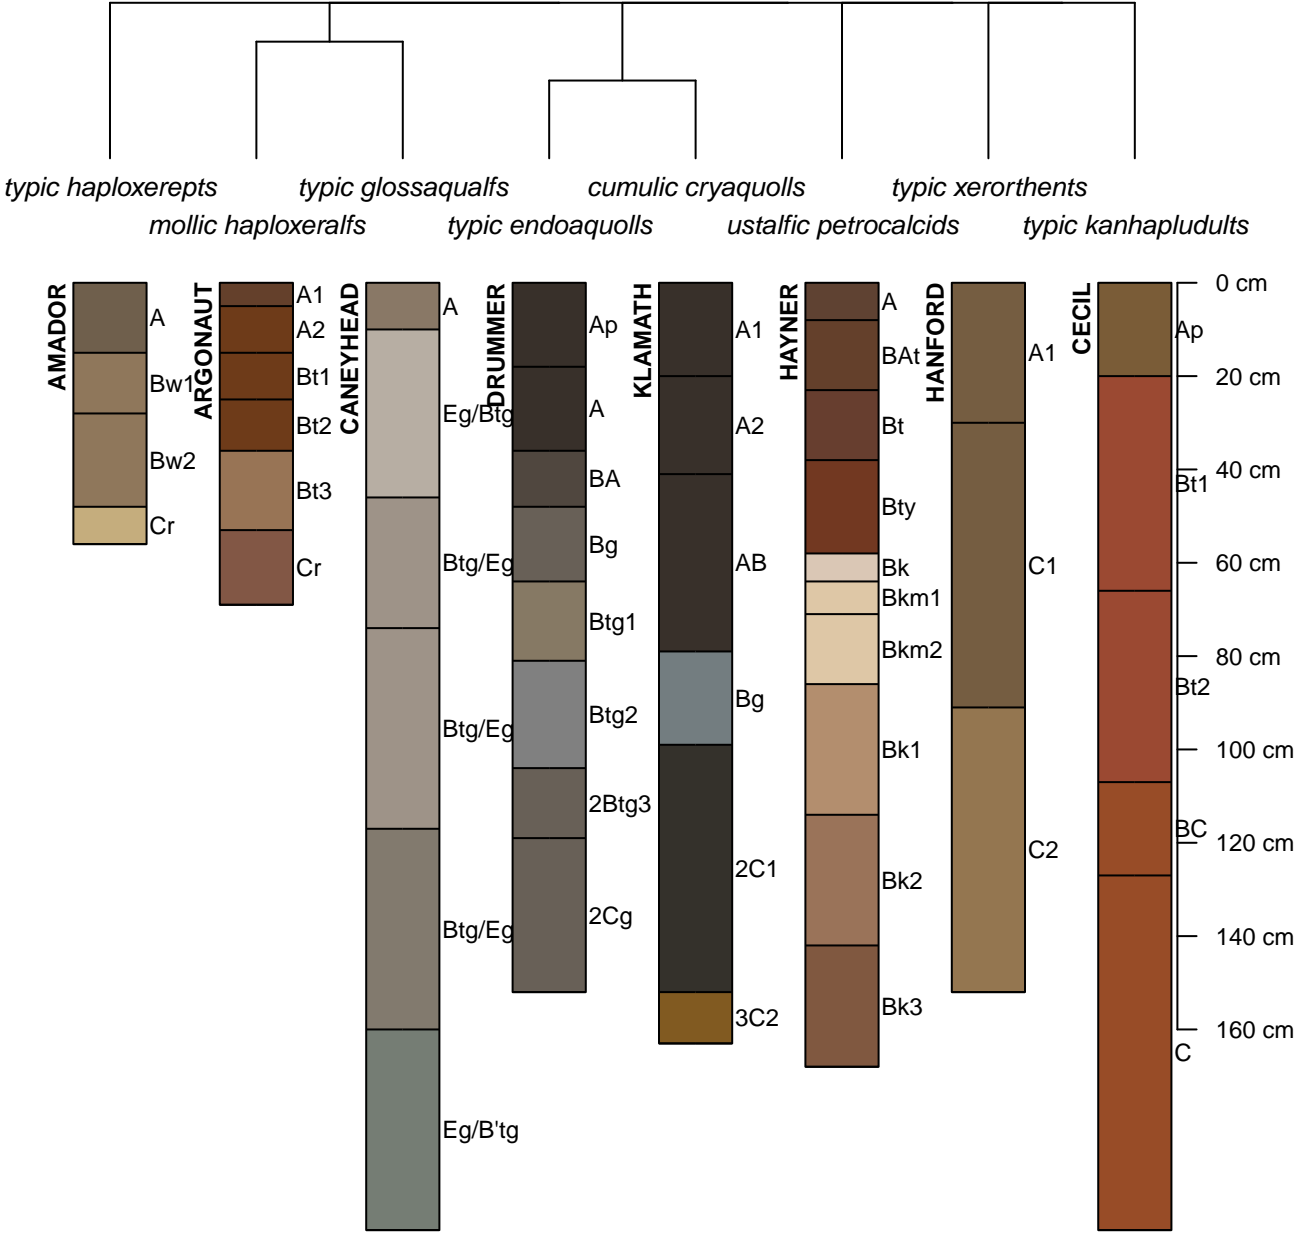 typic haploxerepts
typic glossaqualfs
cumulic cryaquolls
typic xerorthents
mollic haploxeralfs
typic endoaquolls
ustalfic petrocalcids
typic kanhapludults
AMADOR
A
Bw1
Bw2
Cr
ARGONAUT
A1
A2
Bt1
Bt2
Bt3
Cr
CANEYHEAD
A
Eg/Btg
Btg/Eg
Btg/Eg
Btg/Eg
Eg/B'tg
DRUMMER
Ap
A
BA
Bg
Btg1
Btg2
2Btg3
2Cg
KLAMATH
A1
A2
AB
Bg
2C1
3C2
HAYNER
A
BAt
Bt
Bty
Bk
Bkm1
Bkm2
Bk1
Bk2
Bk3
HANFORD
A1
C1
C2
CECIL
Ap
Bt1
Bt2
BC
C
0 cm
20 cm
40 cm
60 cm
80 cm
100 cm
120 cm
140 cm
160 cm